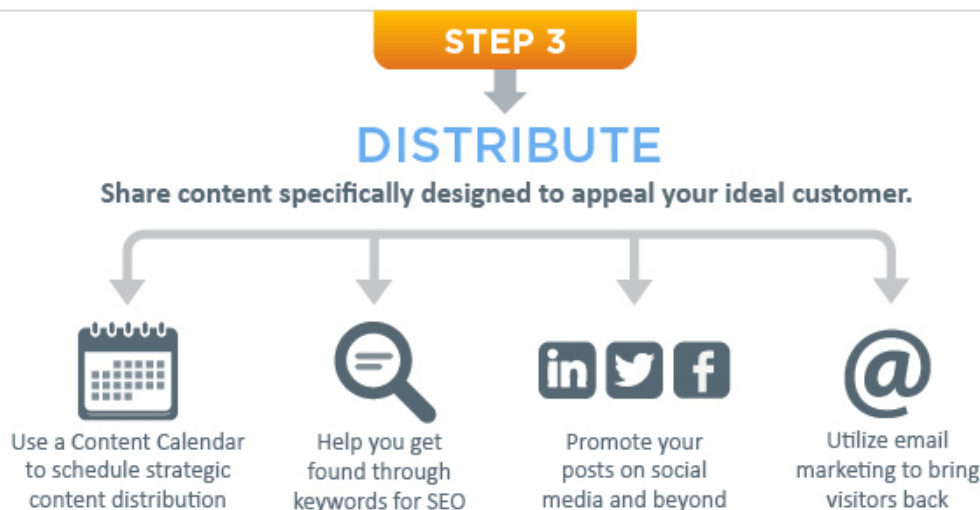 STEP 3
DISTRIBUTE
Share content specifically designed to appeal your ideal customer.
in
f
@
Use a Content Calendar
to schedule strategic
content distribution
Help you get
found through
keywords for SEO
Promote your
posts on social
media and beyond
Utilize email
marketing to bring
visitors back